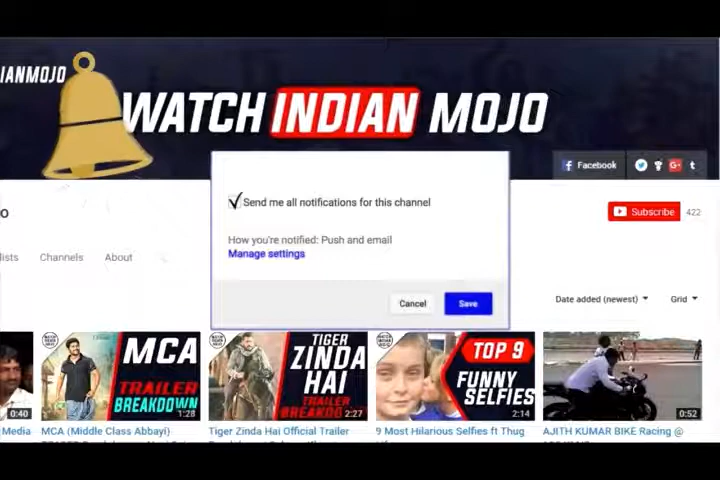 IANMOJO
WATCH INDIAN MOJO
Facebook
Send me all notifications for this channel
Subscribe 422
How you're notified: Push and email
Manage settings
lists Channels About
Cancel Save
Date added (newest) Grid
MCA
TRAILER
BREAKDOWN
TIGER
ZINDA
HAI
TRAILER
BREAKDO
TOP 9
FUNNY
SELFIES
0:40
1:28
2:27
2:14
0:52
Media
MCA (Middle Class Abbayi)
Tiger Zinda Hai Official Trailer
9 Most Hilarious Selfies ft Thug
AJITH KUMAR BIKE Racing @